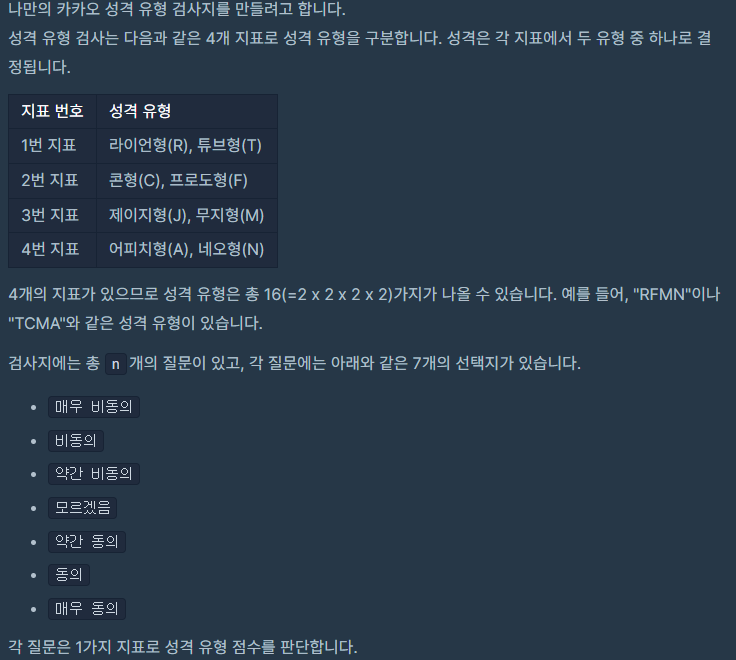 나만의 카카오 성격 유형 검사지를 만들려고 합니다.
성격 유형 검사는 다음과 같은 4개 지표로 성격 유형을 구분합니다. 성격은 각 지표에서 두 유형 중 하나로 결
정됩니다.
지표 번호 성격 유형
1번 지표 라이언형(R), 튜브형(T)
2번 지표 콘형(C), 프로도형(F)
3번 지표 제이지형(J), 무지형(M)
4번 지표 어피치형(A), 네오형(N)
4개의 지표가 있으므로 성격 유형은 총 16(=2 x 2 x 2 x 2)가지가 나올 수 있습니다. 예를 들어, "RFMN"이나
"TCMA"와 같은 성격 유형이 있습니다.
검사지에는 총 n개의 질문이 있고, 각 질문에는 아래와 같은 7개의 선택지가 있습니다.
• 매우 비동의
• 비동의
• 약간 비동의
• 모르겠음
• 약간 동의
• 동의
• 매우 동의
각 질문은 1가지 지표로 성격 유형 점수를 판단합니다.